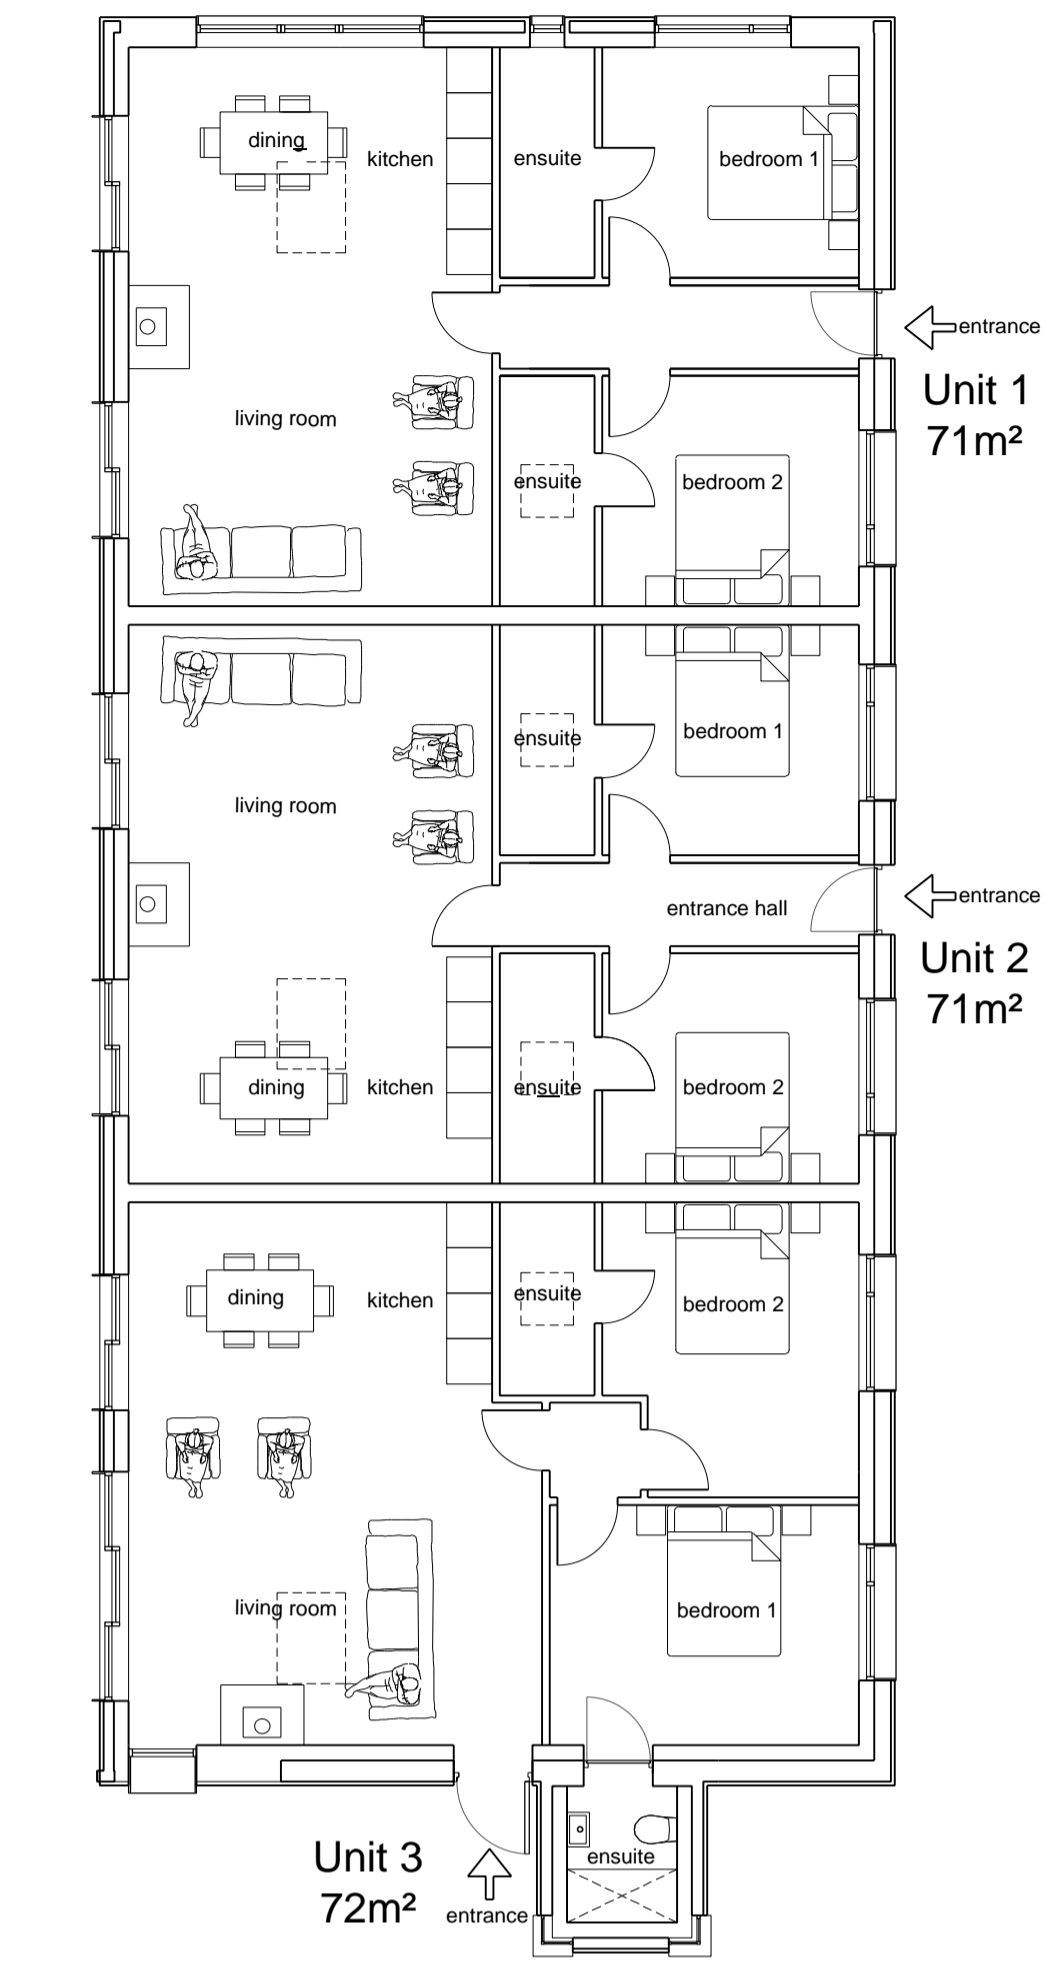 dining
kitchen
ensuite
bedroom 1
entrance
Unit 1
71m²
living room
ensuite
bedroom 2
ensuite
bedroom 1
living room
entrance hall
entrance
Unit 2
71m²
dining
kitchen
ensuite
bedroom 2
dining
kitchen
ensuite
bedroom 2
living room
bedroom 1
Unit 3
72m²
entrance
ensuite